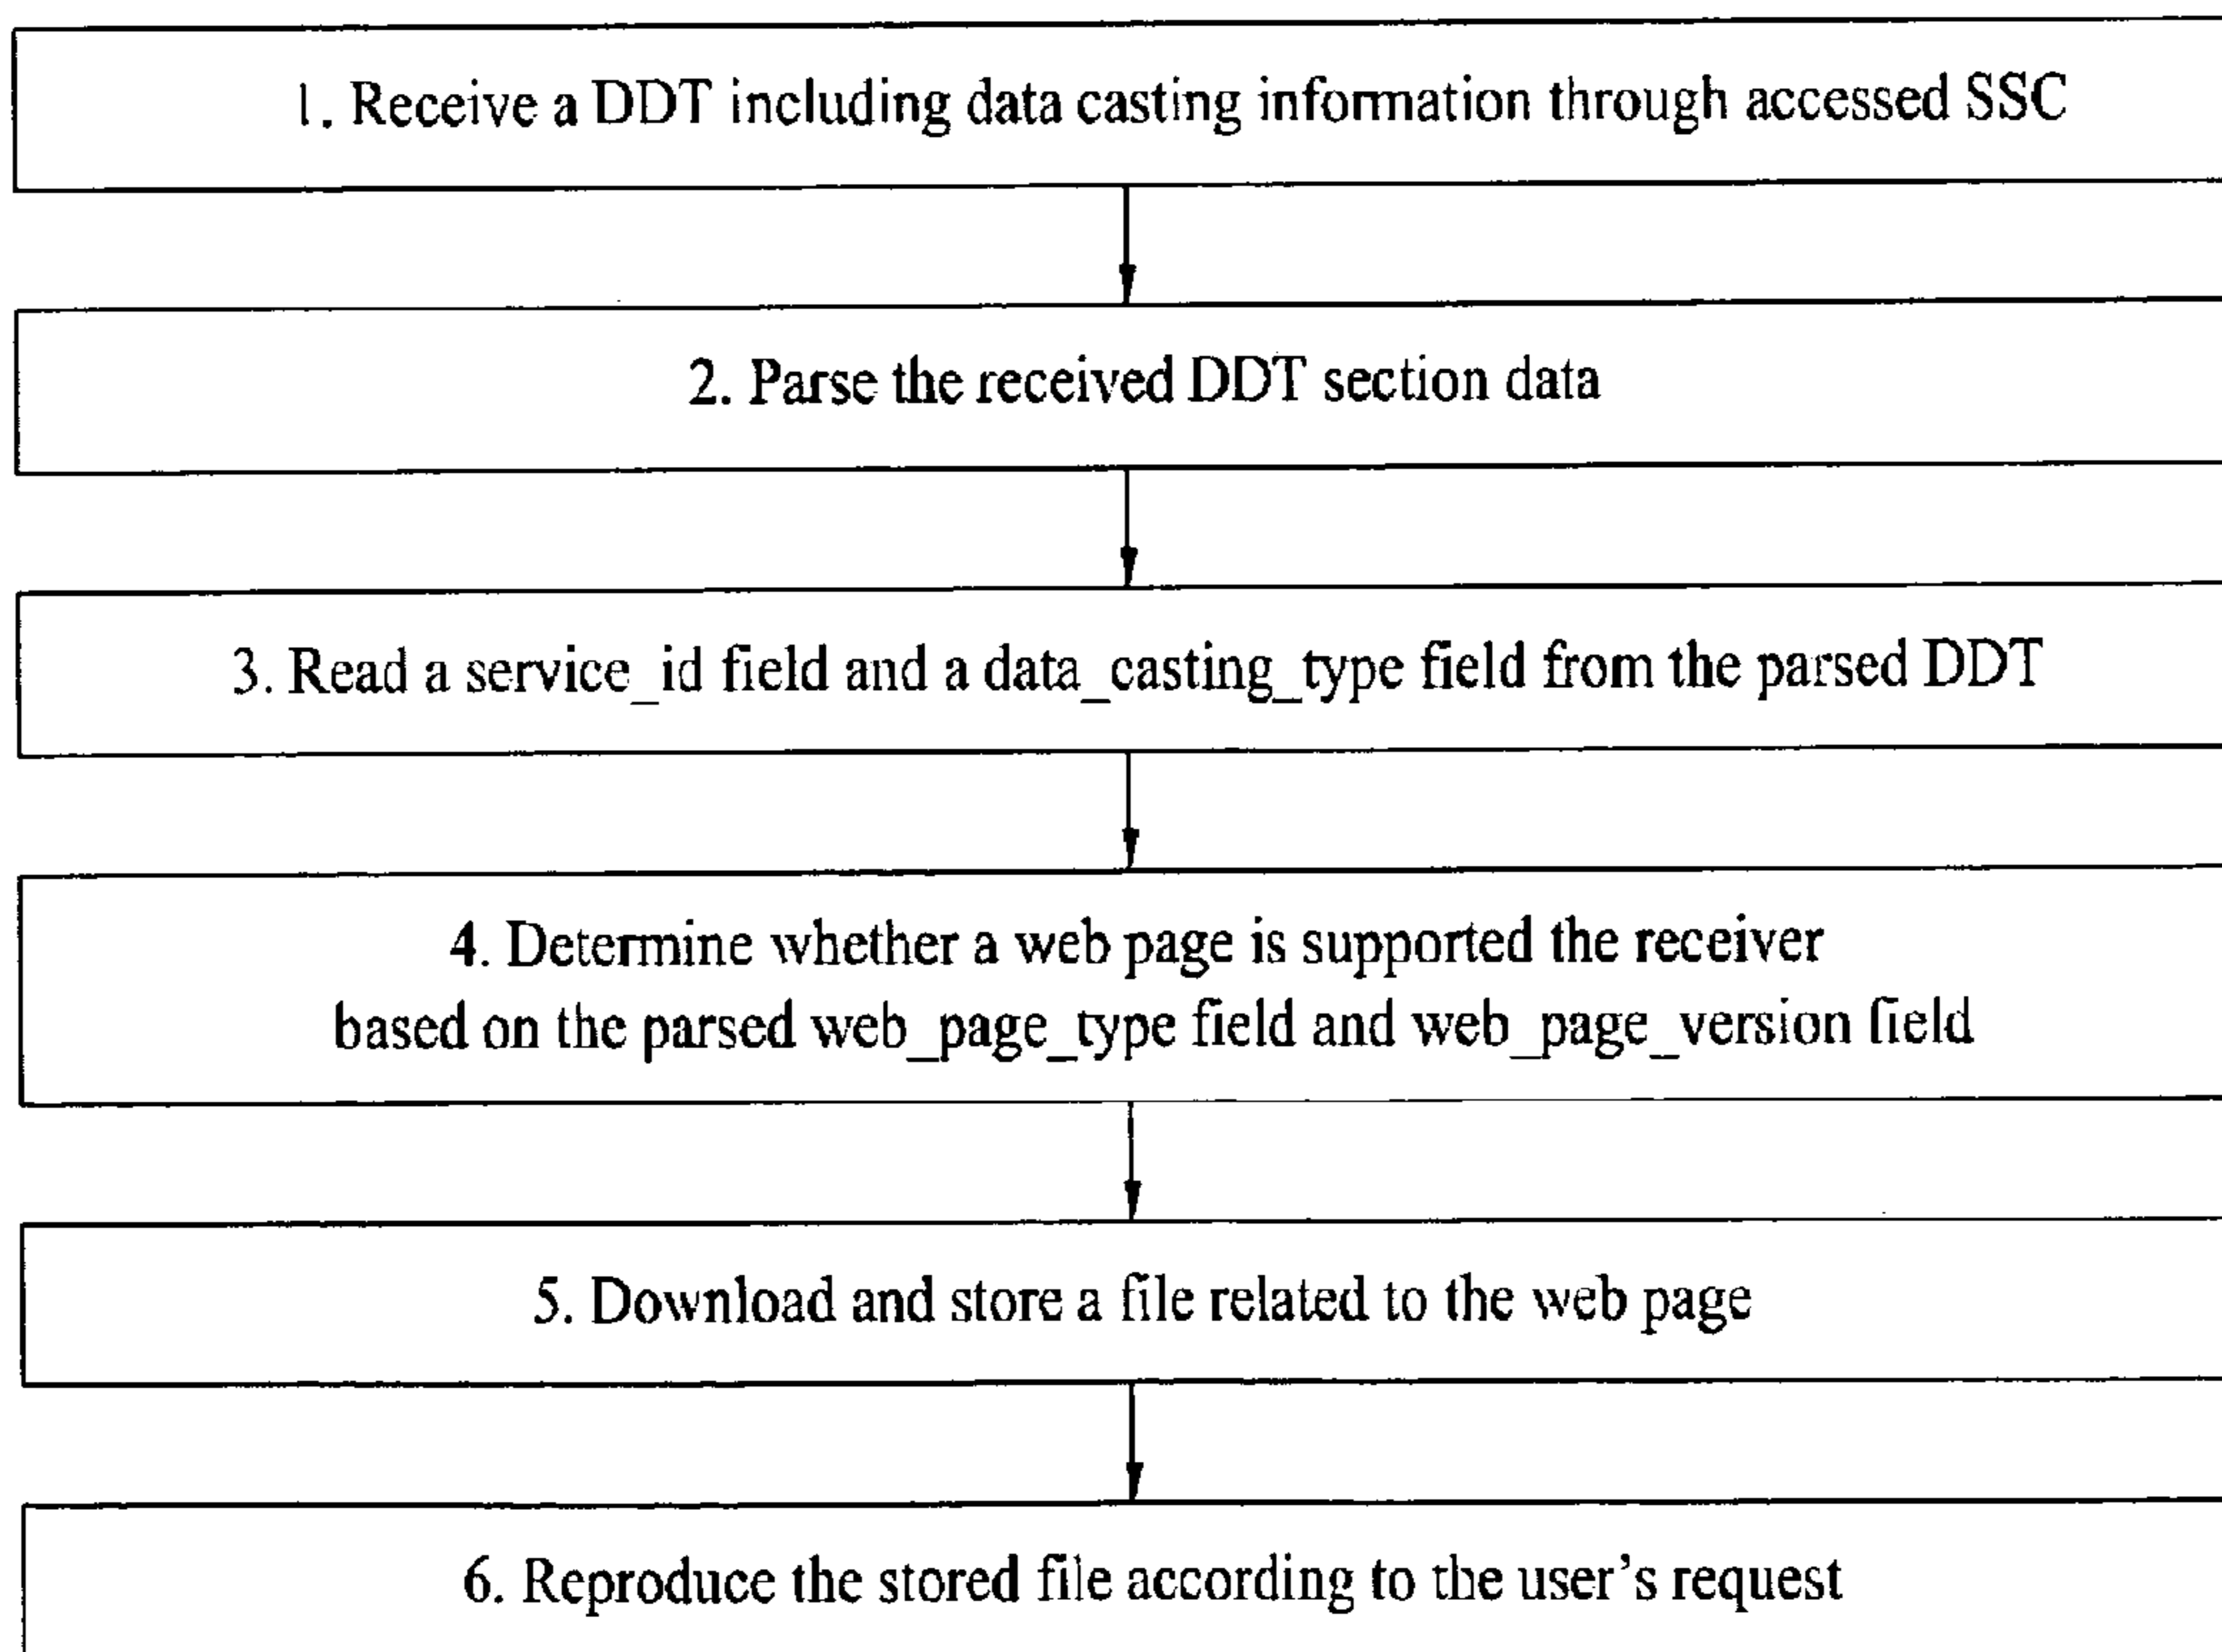 1. Receive a DDT including data casting information through accessed SSC
2. Parse the received DDT section data
3. Read a service_id field and a data_casting_type field from the parsed DDT
4. Determine whether a web page is supported the receiver
based on the parsed web_page_type field and web_page_version field
5. Download and store a file related to the web page
6. Reproduce the stored file according to the user's request